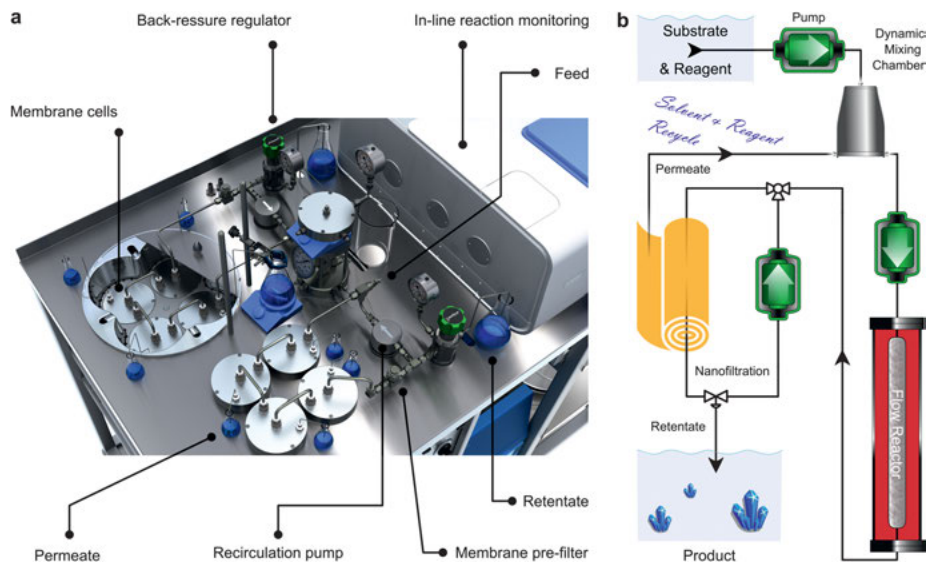 a
Back-ressure regulator
In-line reaction monitoring
Feed
Membrane cells
Retentate
Permeate
Recirculation pump
Membrane pre-filter
b
Substrate
& Reagent
Pump
Dynamics
Mixing
Chamber
Solvent & Reagent
Recycle
Permeate
Nanofiltration
Retentate
Flow Reactor
Product